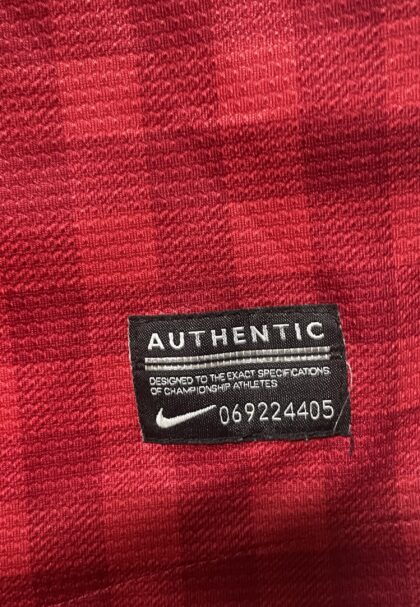 AUTHENTIC
DESIGNED TO THE EXACT SPECIFICATIONS
OF CHAMPIONSHIP ATHLETES
069224405